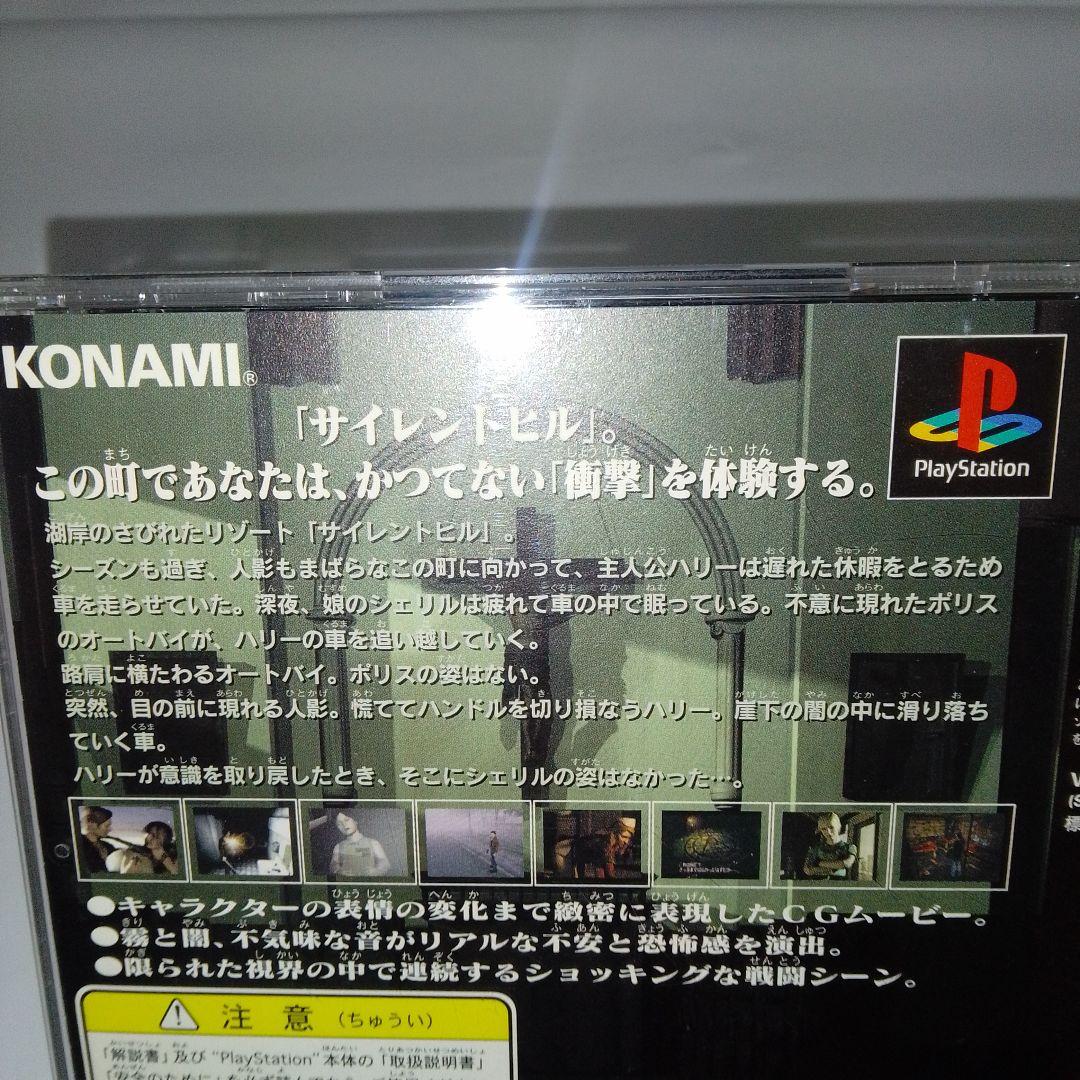 KONAMI®
PlayStation
「サイレントヒル」。
この町であなたは、かつてない「衝撃」を体験する。
湖岸のさびれたリゾート「サイレントヒル」。
シーズンも過ぎ、人影もまばらなこの町に向かって、主人公ハリーは遅れた休暇をとるため
車を走らせていた。深夜、娘のシェリルは疲れて車の中で眠っている。不意に現れたポリス
のオートバイが、ハリーの車を追い越していく。
路肩に横たわるオートバイ。ポリスの姿はない。
突然、目の前に現れる人影。慌ててハンドルを切り損なうハリー。崖下の闇の中に滑り落ち
ていく車。
ハリーが意識を取り戻したとき、そこにシェリルの姿はなかった…。
●キャラクターの表情の変化まで緻密に表現したCGムービー。
●霧と闇、不気味な音がリアルな不安と恐怖感を演出。
●限られた視界の中で連続するショッキングな戦闘シーン。
注意（ちゅうい）
「解説書」及び“PlayStation”本体の「取扱説明書」